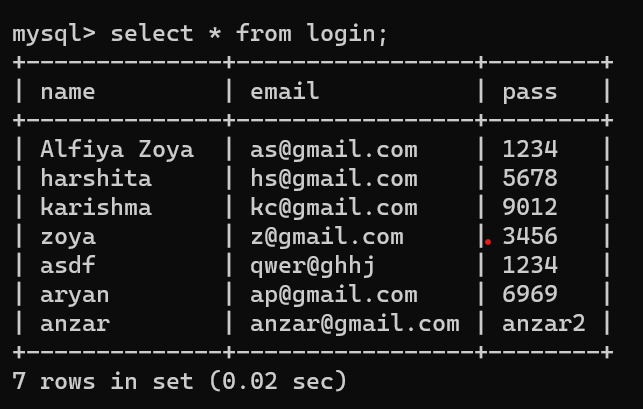 mysql> select * from login;
+--------------+-----------------+--------+
| name         | email           | pass   |
+--------------+-----------------+--------+
| Alfiya Zoya  | as@gmail.com    | 1234   |
| harshita     | hs@gmail.com    | 5678   |
| karishma     | kc@gmail.com    | 9012   |
| zoya         | z@gmail.com     | 3456   |
| asdf         | qwer@ghhj       | 1234   |
| aryan        | ap@gmail.com    | 6969   |
| anzar        | anzar@gmail.com | anzar2 |
+--------------+-----------------+--------+
7 rows in set (0.02 sec)